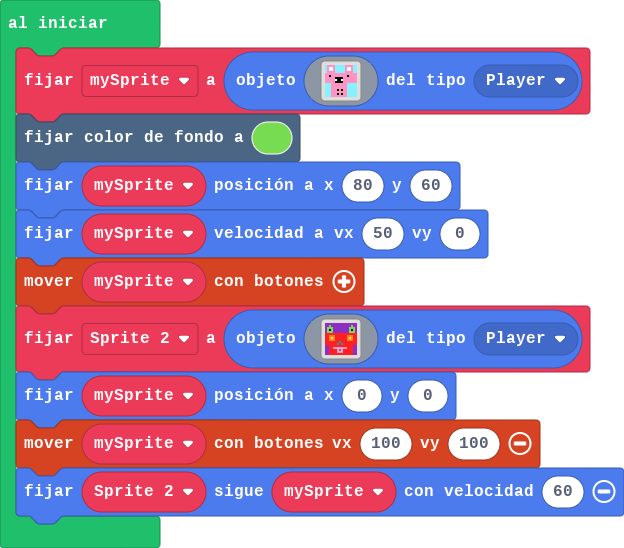 al iniciar
fijar mySprite a objeto del tipo Player
fijar color de fondo a
fijar mySprite posición a x 80 y 60
fijar mySprite velocidad a vx 50 vy 0
mover mySprite con botones
fijar Sprite 2 a objeto del tipo Player
fijar mySprite posición a x 0 y 0
mover mySprite con botones vx 100 vy 100
fijar Sprite 2 sigue mySprite con velocidad 60